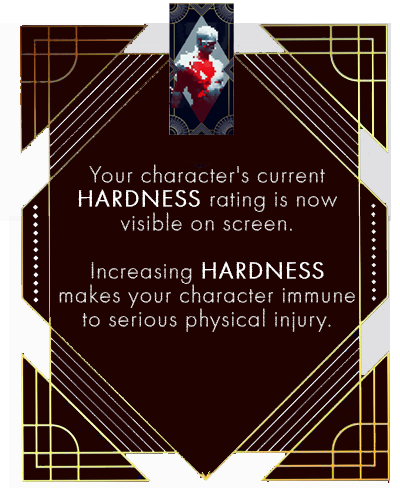 Your character's current
HARDNESS rating is now
visible on screen.
Increasing HARDNESS
makes your character immune
to serious physical injury.